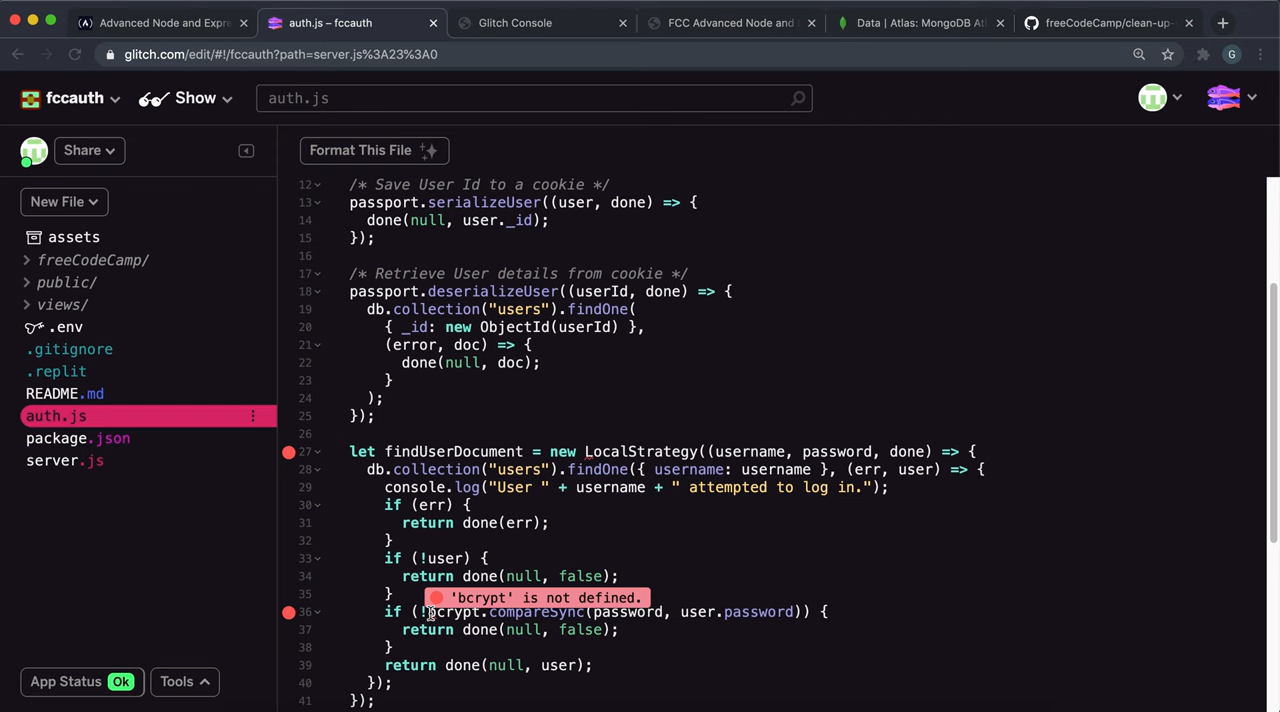 Advanced Node and Expre
auth.js – fccauth
Glitch Console
FCC Advanced Node and
Data | Atlas: MongoDB Atl
freeCodeCamp/clean-up-
glitch.com/edit/#!/fccauth?path=server.js%3A23%3A0
G
fccauth
Show
auth.js
Share
Format This File
New File
assets
freeCodeCamp/
public/
views/
.env
.gitignore
.replit
README.md
auth.js
package.json
server.js
App Status Ok
Tools
12 /* Save User Id to a cookie */
13 passport.serializeUser((user, done) => {
14 done(null, user._id);
15 });
16
17 /* Retrieve User details from cookie */
18 passport.deserializeUser((userId, done) => {
19 db.collection("users").findOne(
20 { _id: new ObjectId(userId) },
21 (error, doc) => {
22 done(null, doc);
23 }
24 );
25 });
26
27 let findUserDocument = new LocalStrategy((username, password, done) => {
28 db.collection("users").findOne({ username: username }, (err, user) => {
29 console.log("User " + username + " attempted to log in.");
30 if (err) {
31 return done(err);
32 }
33 if (!user) {
34 return done(null, false);
35 }
'bcrypt' is not defined.
36 if (!bcrypt.compareSync(password, user.password)) {
37 return done(null, false);
38 }
39 return done(null, user);
40 });
41 });